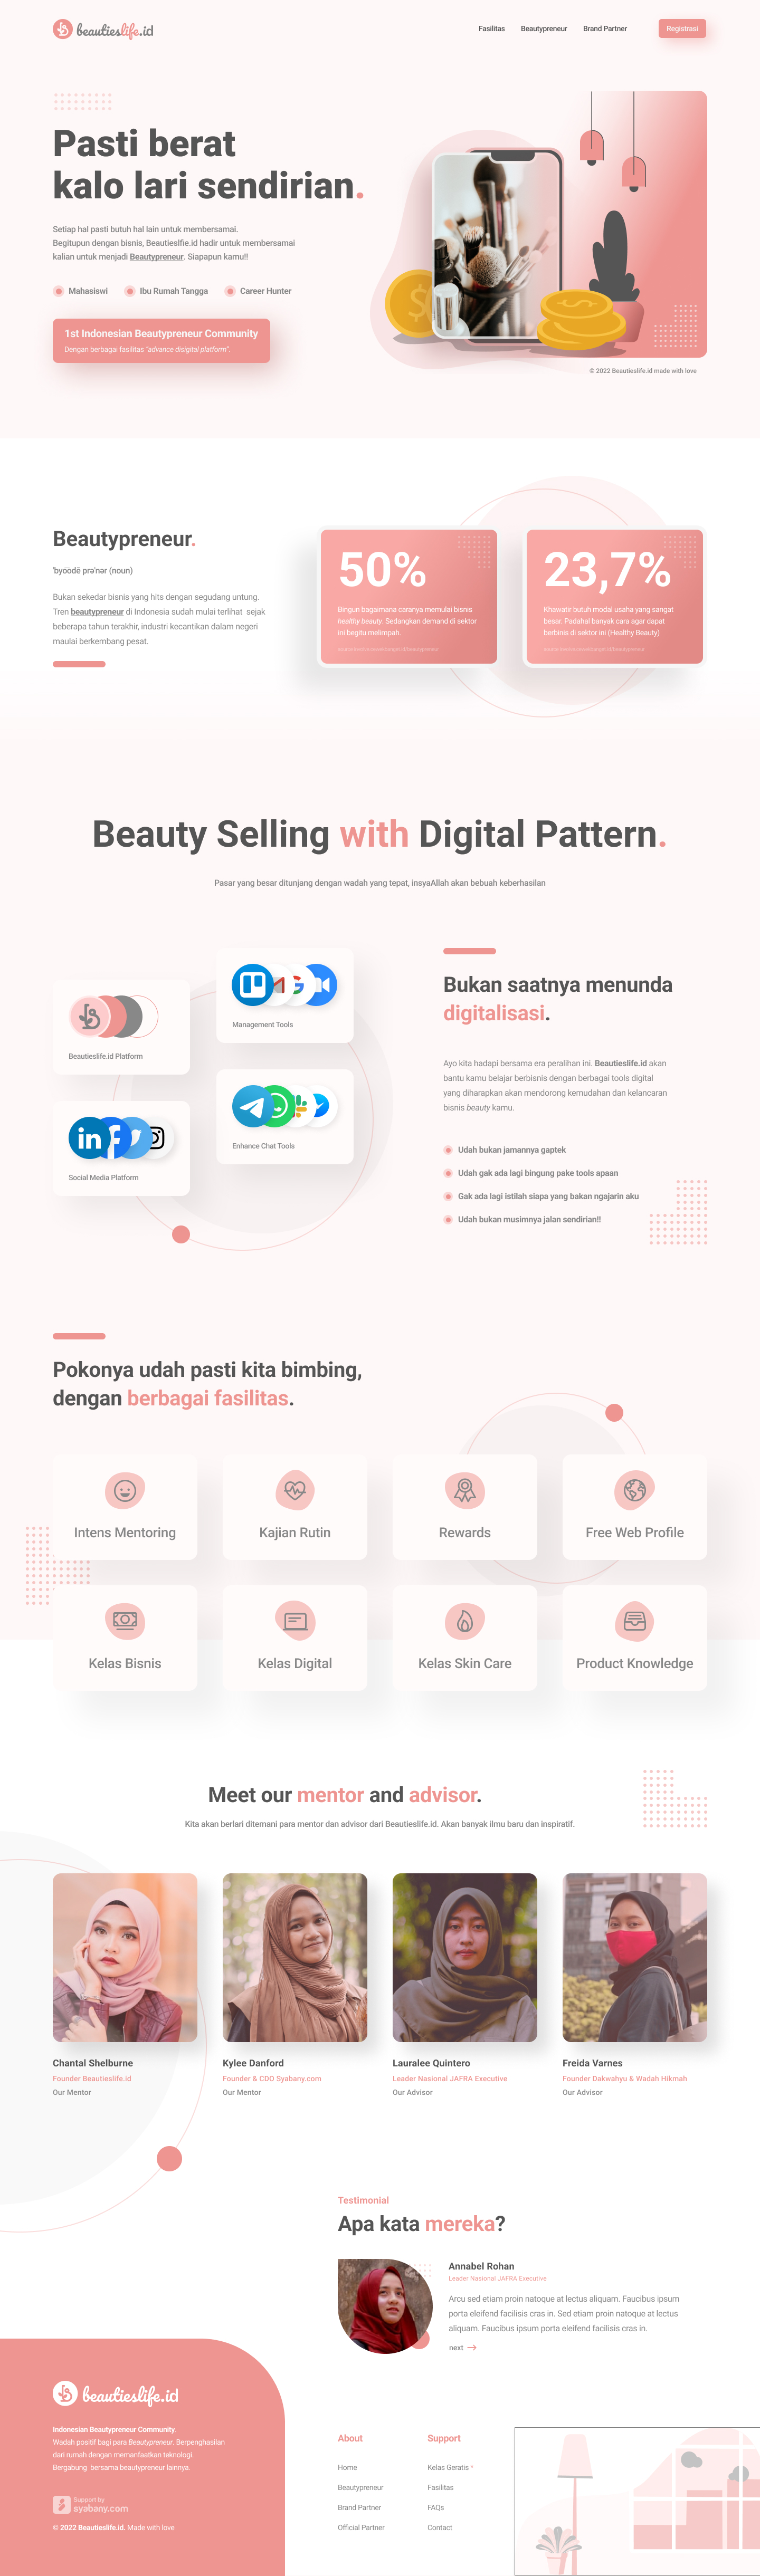 beautieslife.id
Fasilitas
Beautypreneur
Brand Partner
Registrasi
Pasti berat
kalo lari sendirian.
Setiap hal pasti butuh hal lain untuk membersamai.
Begitupun dengan bisnis, Beautieslfie.id hadir untuk membersamai
kalian untuk menjadi Beautypreneur. Siapapun kamu!!
Mahasiswi
Ibu Rumah Tangga
Career Hunter
1st Indonesian Beautypreneur Community
Dengan berbagai fasilitas "advance disigital platform".
© 2022 Beautieslife.id made with love
Beautypreneur.
Bukan sekedar bisnis yang hits dengan segudang untung.
Tren beautypreneur di Indonesia sudah mulai terlihat sejak
beberapa tahun terakhir, industri kecantikan dalam negeri
maulai berkembang pesat.
50%
Bingun bagaimana caranya memulai bisnis
healthy beauty. Sedangkan demand di sektor
ini begitu melimpah.
23,7%
Khawatir butuh modal usaha yang sangat
besar. Padahal banyak cara agar dapat
berbinis di sektor ini (Healthy Beauty)
Beauty Selling with Digital Pattern.
Pasar yang besar ditunjang dengan wadah yang tepat, insyaAllah akan bebuah keberhasilan
Beautieslife.id Platform
Management Tools
Social Media Platform
Enhance Chat Tools
Bukan saatnya menunda
digitalisasi.
Ayo kita hadapi bersama era peralihan ini. Beautieslife.id akan
bantu kamu belajar berbisnis dengan berbagai tools digital
yang diharapkan akan mendorong kemudahan dan kelancaran
bisnis beauty kamu.
Udah bukan jamannya gaptek
Udah gak ada lagi bingung pake tools apaan
Gak ada lagi istilah siapa yang bakan ngajarin aku
Udah bukan musimnya jalan sendirian!!
Pokonya udah pasti kita bimbing,
dengan berbagai fasilitas.
Intens Mentoring
Kajian Rutin
Rewards
Free Web Profile
Kelas Bisnis
Kelas Digital
Kelas Skin Care
Product Knowledge
Meet our mentor and advisor.
Kita akan berlari ditemani para mentor dan advisor dari Beautieslife.id. Akan banyak ilmu baru dan inspiratif.
Chantal Shelburne
Founder Beautieslife.id
Our Mentor
Kylee Danford
Founder & CDO Syabany.com
Our Mentor
Lauralee Quintero
Leader Nasional JAFRA Executive
Our Advisor
Freida Varnes
Founder Dakwahyu & Wadah Hikmah
Our Advisor
Testimonial
Apa kata mereka?
Annabel Rohan
Leader Nasional JAFRA Executive
Arcu sed etiam proin natoque at lectus aliquam. Faucibus ipsum
porta eleifend facilisis cras in. Sed etiam proin natoque at lectus
aliquam. Faucibus ipsum porta eleifend facilisis cras in.
next
beautieslife.id
Indonesian Beautypreneur Community.
Wadah positif bagi para Beautypreneur. Berpenghasilan
dari rumah dengan memanfaatkan teknologi.
Bergabung bersama beautypreneur lainnya.
Support by
syabany.com
© 2022 Beautieslife.id. Made with love
About
Home
Beautypreneur
Brand Partner
Official Partner
Support
Kelas Geratis *
Fasilitas
FAQs
Contact